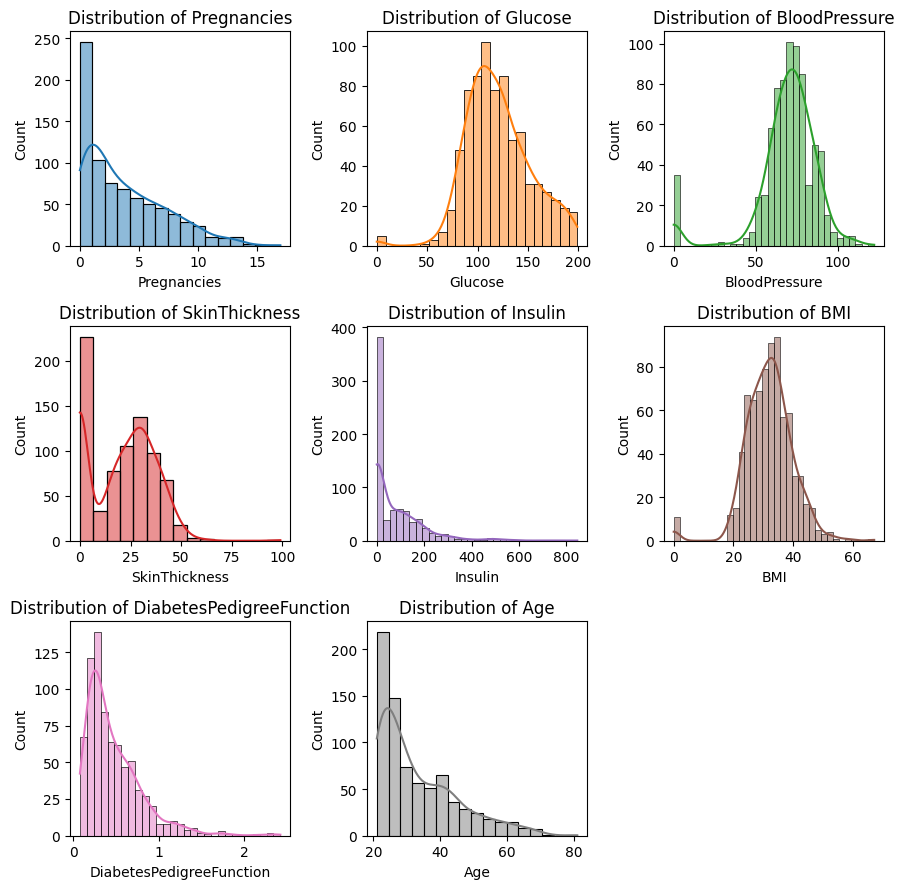 Distribution of Pregnancies
250
200
150
100
50
0
Count
0 5 10 15
Pregnancies
Distribution of Glucose
100
80
60
40
20
0
Count
0 50 100 150 200
Glucose
Distribution of BloodPressure
100
80
60
40
20
0
Count
0 50 100
BloodPressure
Distribution of SkinThickness
200
150
100
50
0
Count
0 25 50 75 100
SkinThickness
Distribution of Insulin
400
300
200
100
0
Count
0 200 400 600 800
Insulin
Distribution of BMI
80
60
40
20
0
Count
0 20 40 60
BMI
Distribution of DiabetesPedigreeFunction
125
100
75
50
25
0
Count
0 1 2
DiabetesPedigreeFunction
Distribution of Age
200
150
100
50
0
Count
20 40 60 80
Age